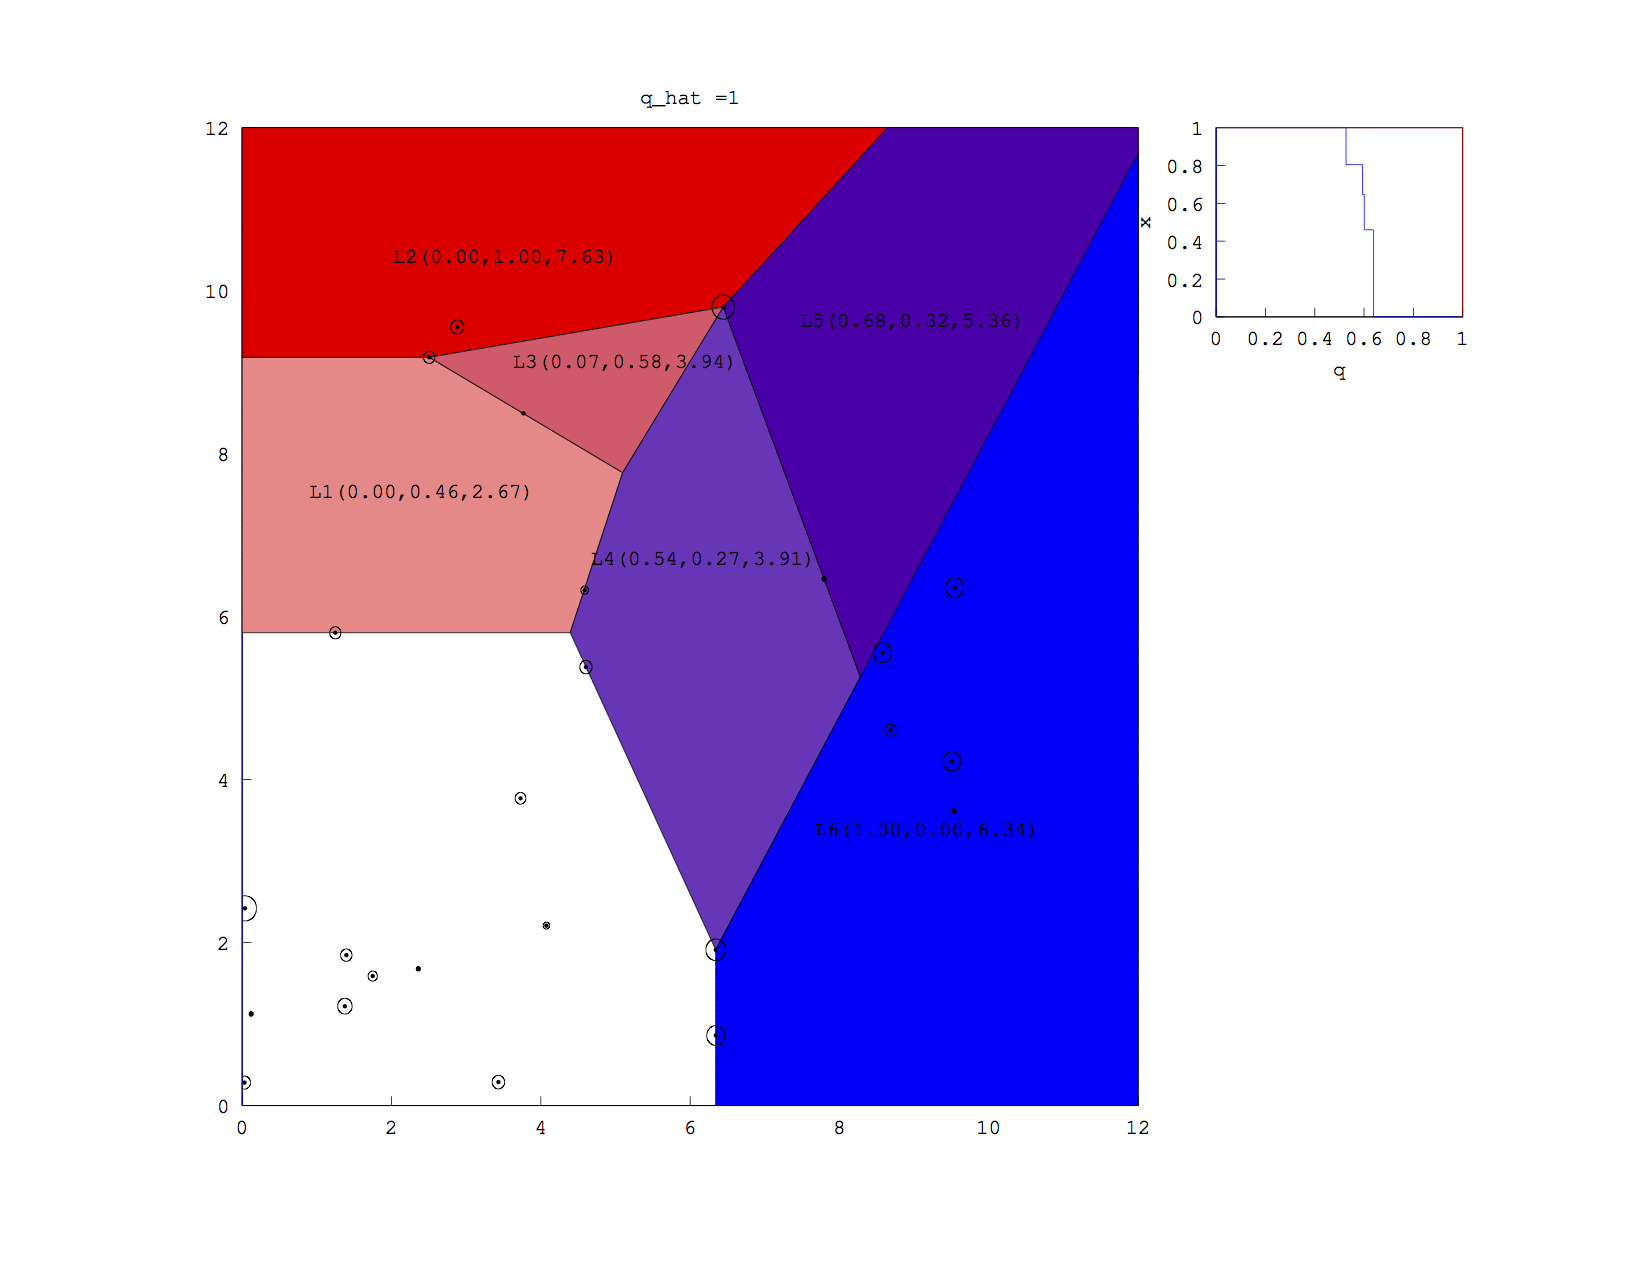 q_hat =1
12
10
8
6
4
2
0
0 2 4 6 8 10 12
L2(0.00,1.00,7.63)
L5(0.68,0.32,5.36)
L3(0.07,0.58,3.94)
L1(0.00,0.46,2.67)
L4(0.54,0.27,3.91)
L6(1.00,0.00,6.34)
x
1
0.8
0.6
0.4
0.2
0
0 0.2 0.4 0.6 0.8 1
q